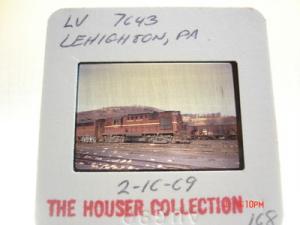 LV 7643
LEHIGHTON, PA.
2-16-69
THE HOUSER COLLECTION
168